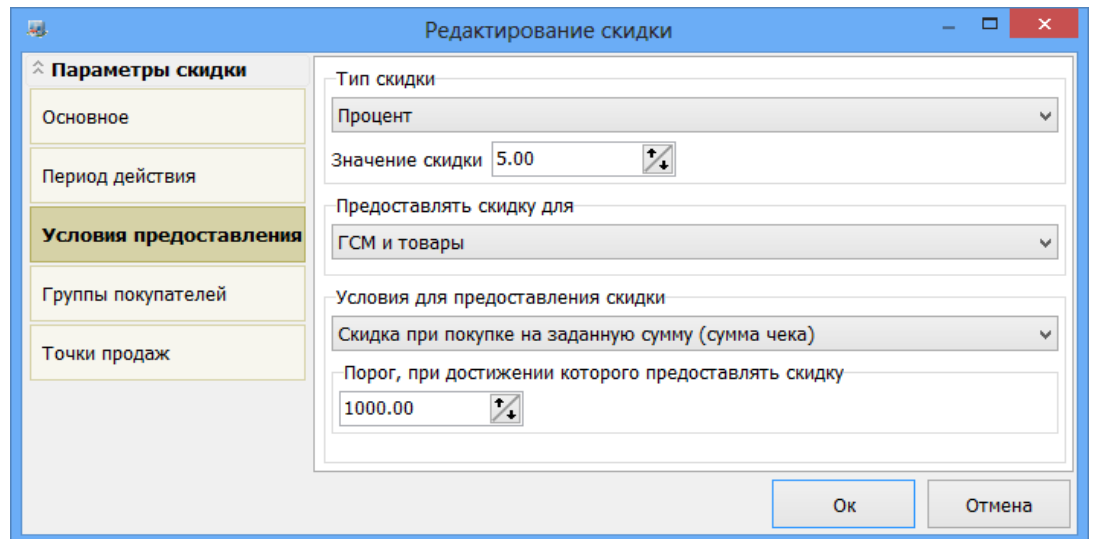 Редактирование скидки
Параметры скидки
Основное
Период действия
Условия предоставления
Группы покупателей
Точки продаж
Тип скидки
Процент
Значение скидки 5.00
Предоставлять скидку для
ГСМ и товары
Условия для предоставления скидки
Скидка при покупке на заданную сумму (сумма чека)
Порог, при достижении которого предоставлять скидку
1000.00
Ок
Отмена